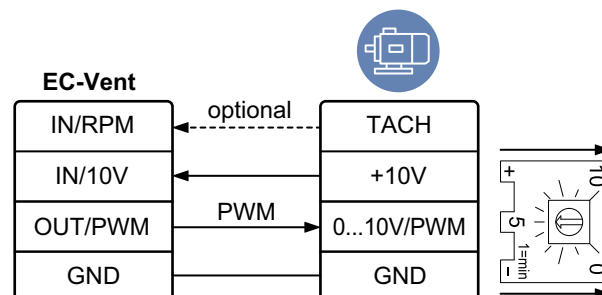 EC-Vent
optional
IN/RPM
TACH
IN/10V
+10V
PWM
OUT/PWM
0...10V/PWM
GND
GND
+
5
-
1=min
10
0